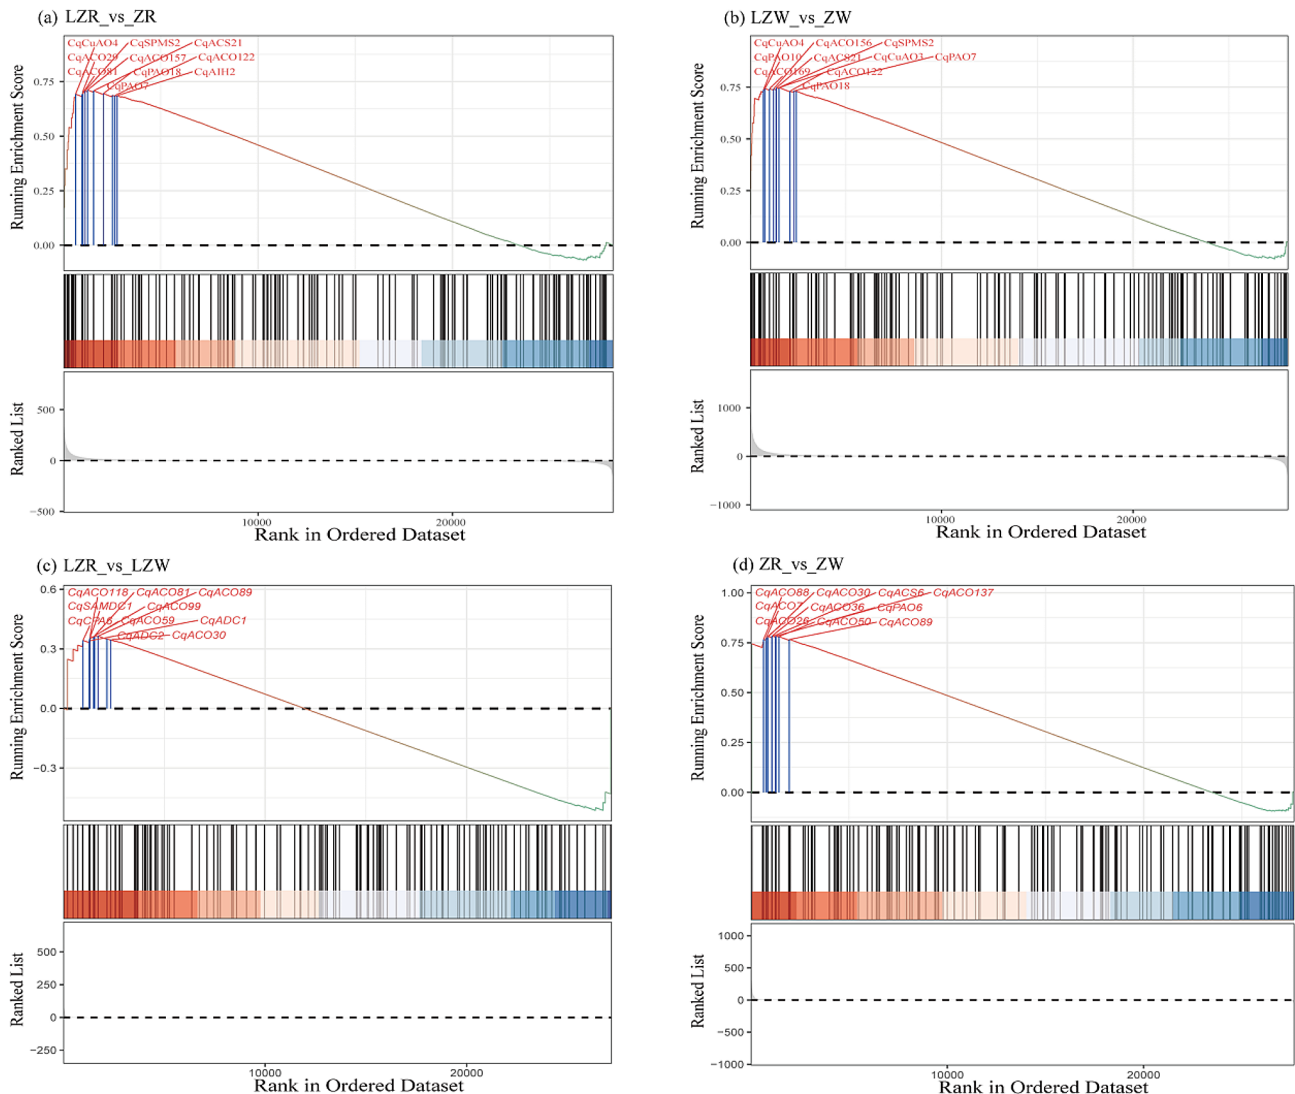 (a) LZR_vs_ZR
CqCuAO4 CqSPMS2 CqACS21
CqACO29 CqACO157 CqACO122
CqACO81 CqPAO18 CqAIH2
CqPAO7
Running Enrichment Score
0.75
0.50
0.25
0.00
Ranked List
500
0
−500
10000 20000
Rank in Ordered Dataset
(b) LZW_vs_ZW
CqCuAO4 CqACO156 CqSPMS2
CqPAO10 CqACS21 CqCuAO3 CqPAO7
CqACO169 CqACO122
CqPAO18
Running Enrichment Score
0.75
0.50
0.25
0.00
Ranked List
1000
0
−1000
10000 20000
Rank in Ordered Dataset
(c) LZR_vs_LZW
CqACO118 CqACO81 CqACO89
CqSAMDC1 CqACO99
CqCPA6 CqACO59 CqADC1
CqADC2 CqACO30
Running Enrichment Score
0.6
0.3
0.0
−0.3
Ranked List
500
250
0
−250
10000 20000
Rank in Ordered Dataset
(d) ZR_vs_ZW
CqACO88 CqACO30 CqACS6 CqACO137
CqACO7 CqACO36 CqPAO6
CqACO26 CqACO50 CqACO89
Running Enrichment Score
1.00
0.75
0.50
0.25
0.00
Ranked List
1000
500
0
−500
−1000
10000 20000
Rank in Ordered Dataset